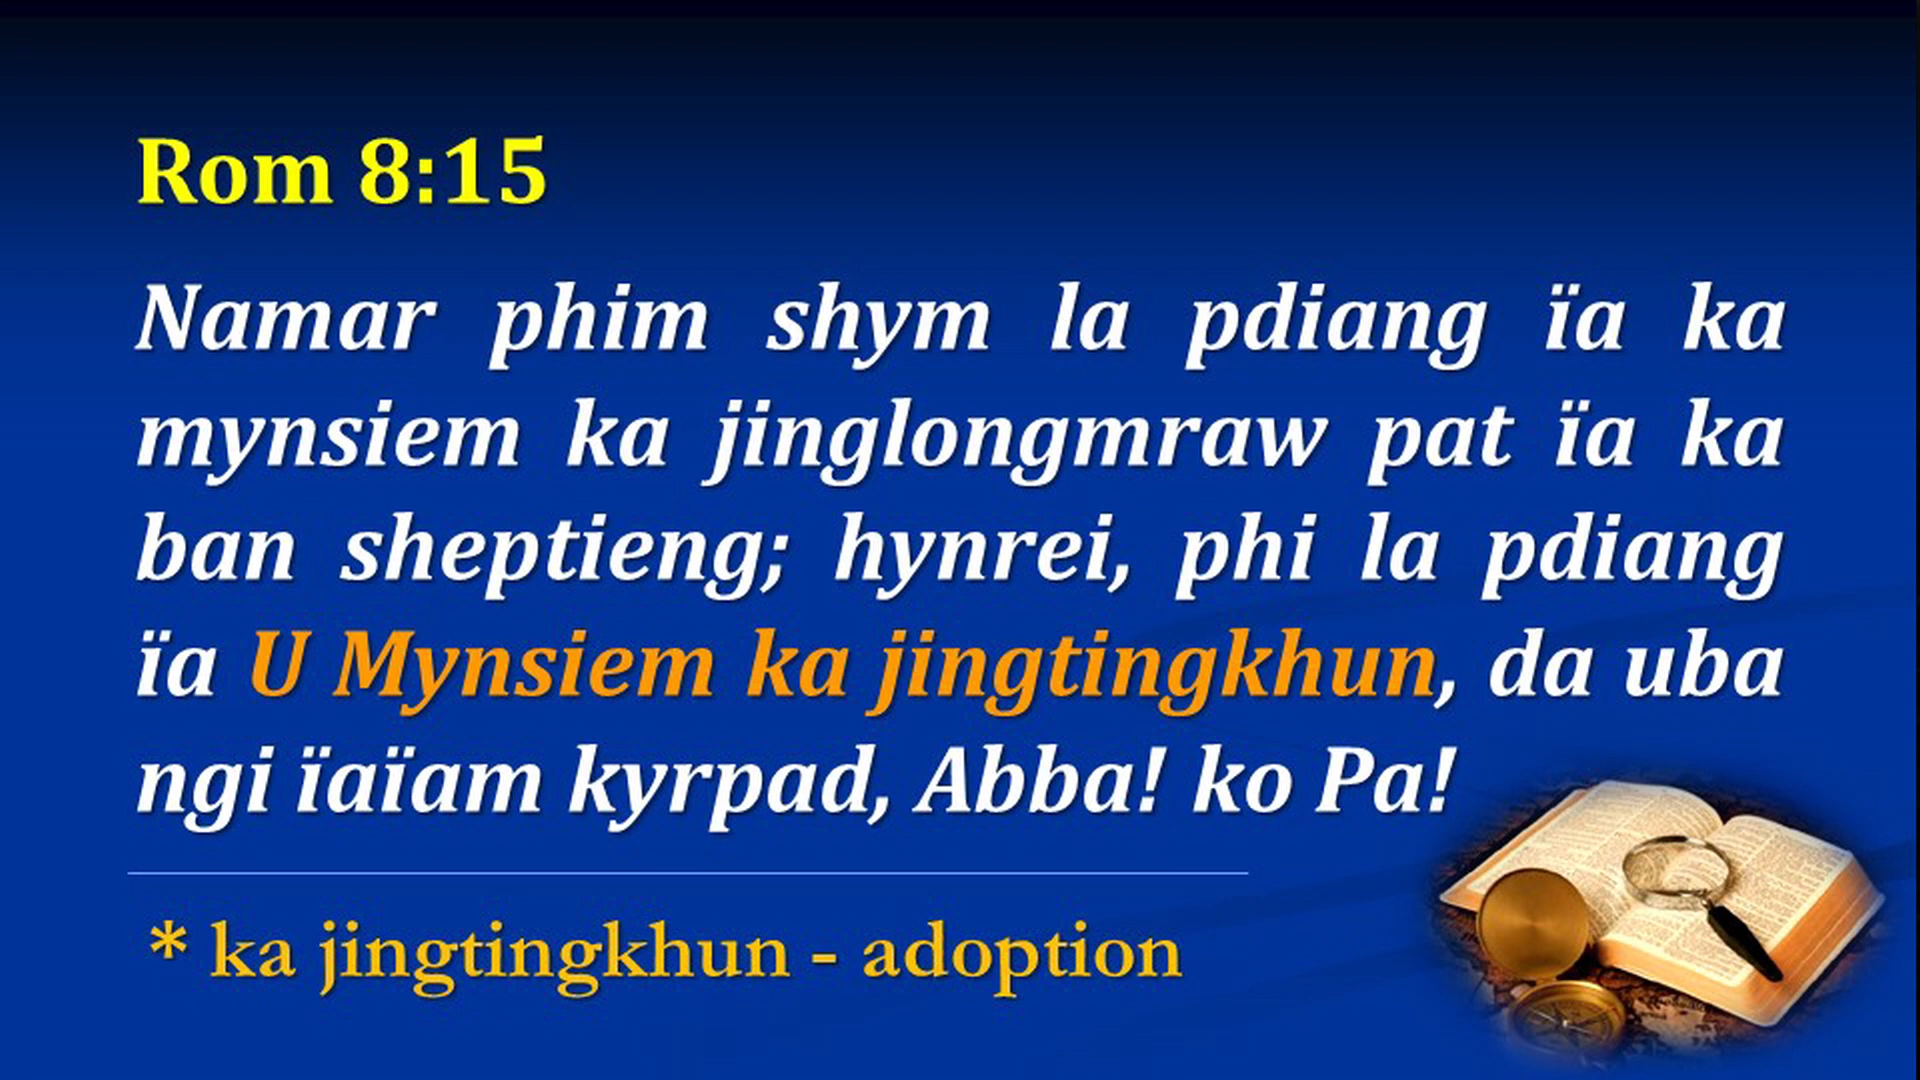 Rom 8:15
Namar phim shym la pdiang ïa ka
mynsiem ka jinglongmraw pat ïa ka
ban sheptieng; hynrei, phi la pdiang
ïa U Mynsiem ka jingtingkhun, da uba
ngi ïaïam kyrpad, Abba! ko Pa!
* ka jingtingkhun - adoption